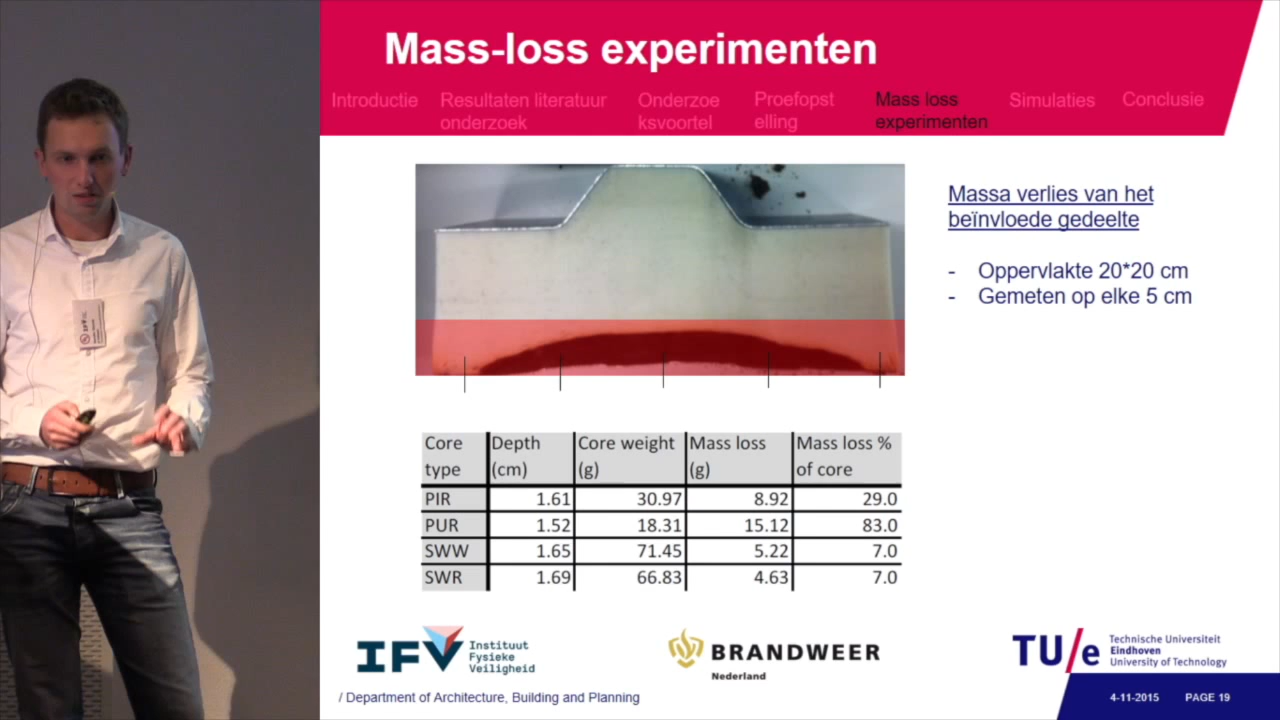 Mass-loss experimenten
Introductie
Resultaten literatuur
onderzoek
Onderzoe
ksvoortel
Proefopst
elling
Mass loss
experimenten
Simulaties
Conclusie
Massa verlies van het
beïnvloede gedeelte
- Oppervlakte 20*20 cm
- Gemeten op elke 5 cm
Core type Depth (cm) Core weight (g) Mass loss (g) Mass loss % of core
PIR 1.61 30.97 8.92 29.0
PUR 1.52 18.31 15.12 83.0
SWW 1.65 71.45 5.22 7.0
SWR 1.69 66.83 4.63 7.0
IFV Instituut
Fysieke
Veiligheid
BRANDWEER
Nederland
TU/e Technische Universiteit
Eindhoven
University of Technology
/ Department of Architecture, Building and Planning
4-11-2015 PAGE 19